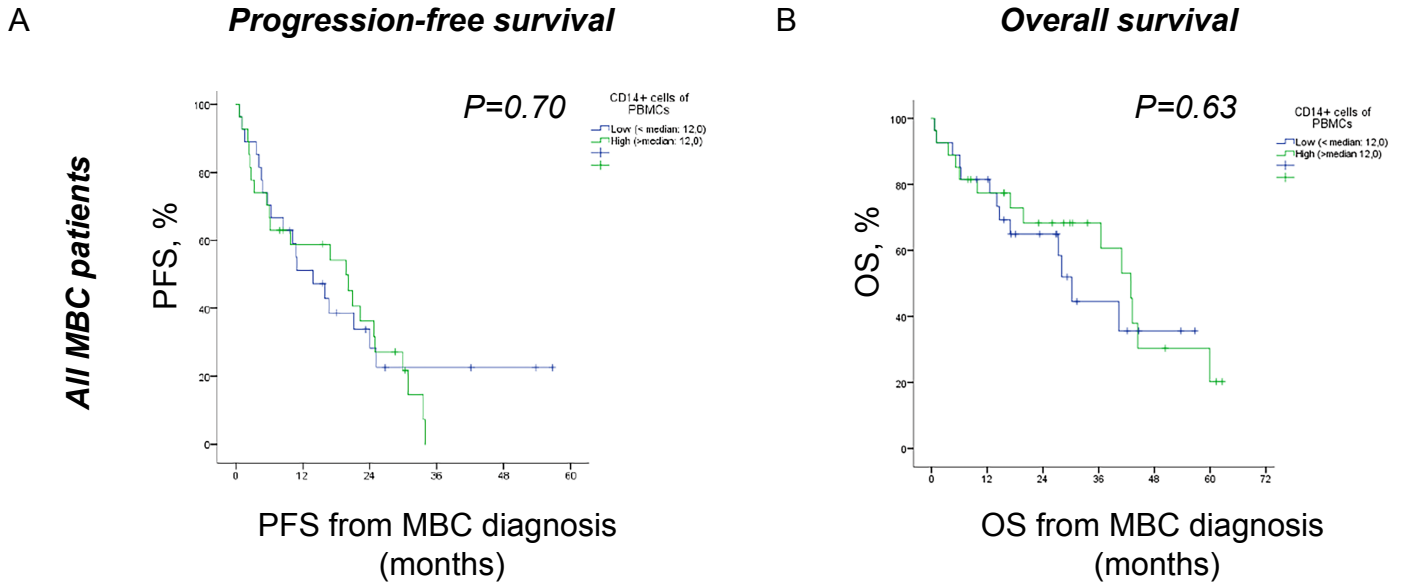 A
Progression-free survival
B
Overall survival
All MBC patients
P=0.70
CD14+ cells of
PBMCs
Low (< median: 12,0)
High (>median: 12,0)
PFS, %
100
80
60
40
20
0
0 12 24 36 48 60
PFS from MBC diagnosis
(months)
P=0.63
CD14+ cells of
PBMCs
Low (< median: 12,0)
High (>median 12,0)
OS, %
100
80
60
40
20
0
0 12 24 36 48 60 72
OS from MBC diagnosis
(months)